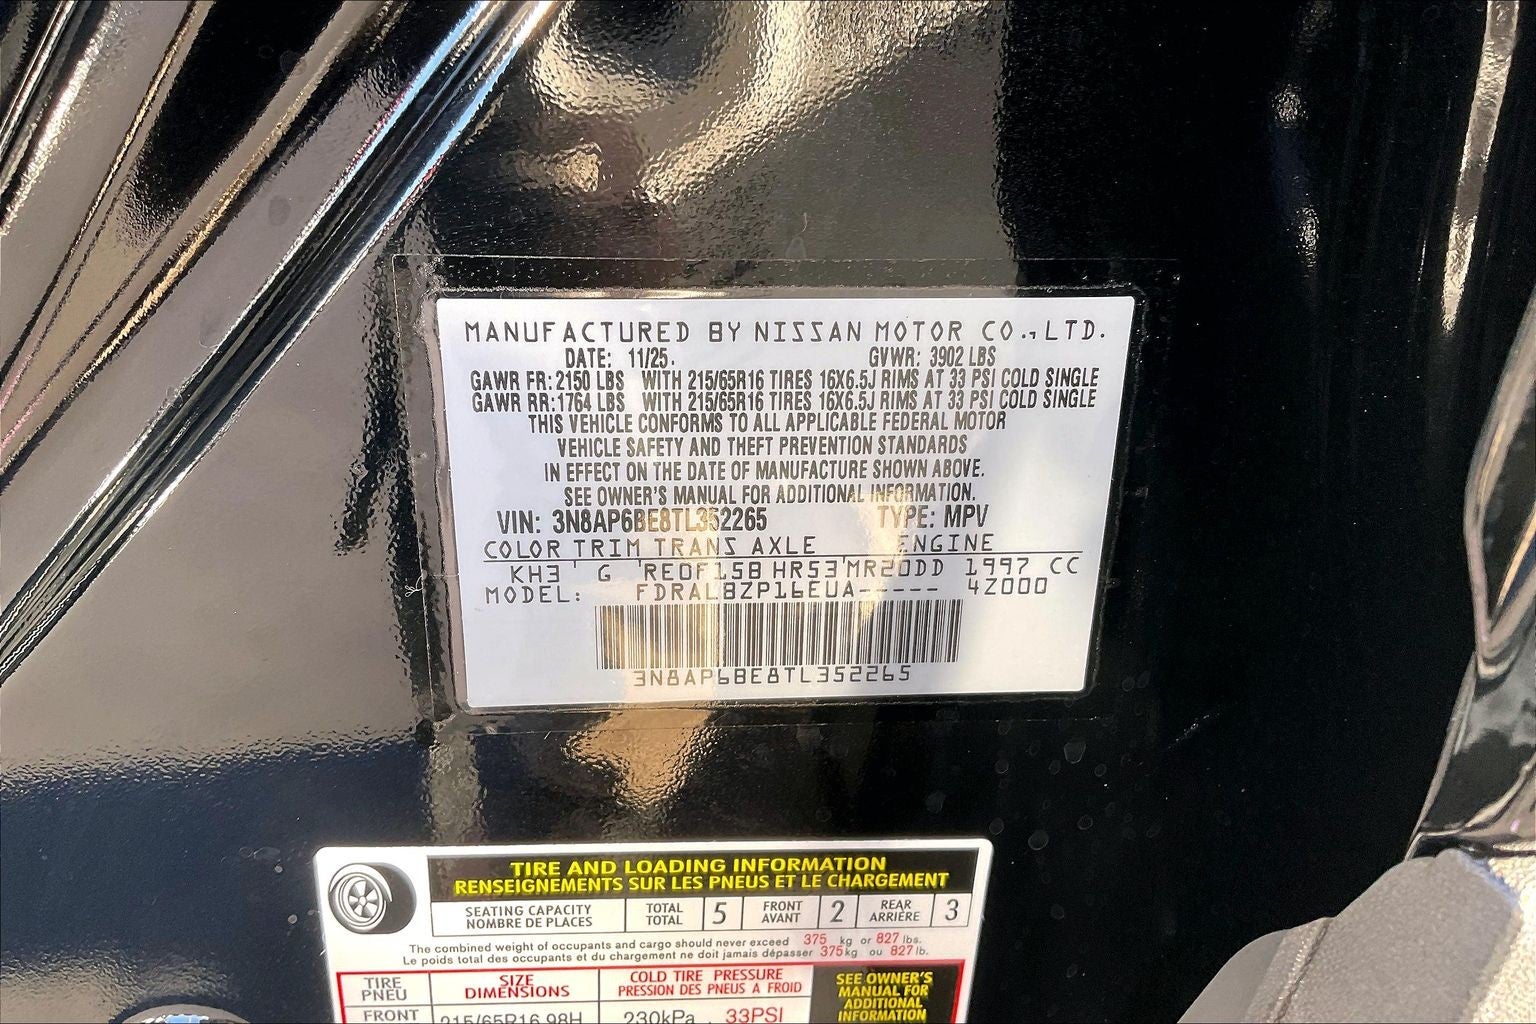 MANUFACTURED BY NISSAN MOTOR CO., LTD.
DATE: 11/25. GVWR: 3902 LBS
GAWR FR: 2150 LBS WITH 215/65R16 TIRES 16X6.5J RIMS AT 33 PSI COLD SINGLE
GAWR RR: 1764 LBS WITH 215/65R16 TIRES 16X6.5J RIMS AT 33 PSI COLD SINGLE
THIS VEHICLE CONFORMS TO ALL APPLICABLE FEDERAL MOTOR
VEHICLE SAFETY AND THEFT PREVENTION STANDARDS
IN EFFECT ON THE DATE OF MANUFACTURE SHOWN ABOVE.
SEE OWNER'S MANUAL FOR ADDITIONAL INFORMATION.
VIN: 3N8AP6BE8TL352265 TYPE: MPV
COLOR TRIM TRANS AXLE ENGINE
KH3 ' G 'RE0F15B HR53'MR20DD 1997 CC
MODEL: FDRALBZP16EUA----- 42000
3N8AP6BE8TL352265
TIRE AND LOADING INFORMATION
RENSEIGNEMENTS SUR LES PNEUS ET LE CHARGEMENT
SEATING CAPACITY TOTAL 5 FRONT 2 REAR 3
NOMBRE DE PLACES TOTAL AVANT ARRIÈRE
The combined weight of occupants and cargo should never exceed 375 kg or 827 lbs.
Le poids total des occupants et du chargement ne doit jamais dépasser 375 kg ou 827 lb.
TIRE SIZE COLD TIRE PRESSURE SEE OWNER'S
PNEU DIMENSIONS PRESSION DES PNEUS A FROID MANUAL FOR
ADDITIONAL
INFORMATION
FRONT 215/65R16 98H 230kPa, 33PSI